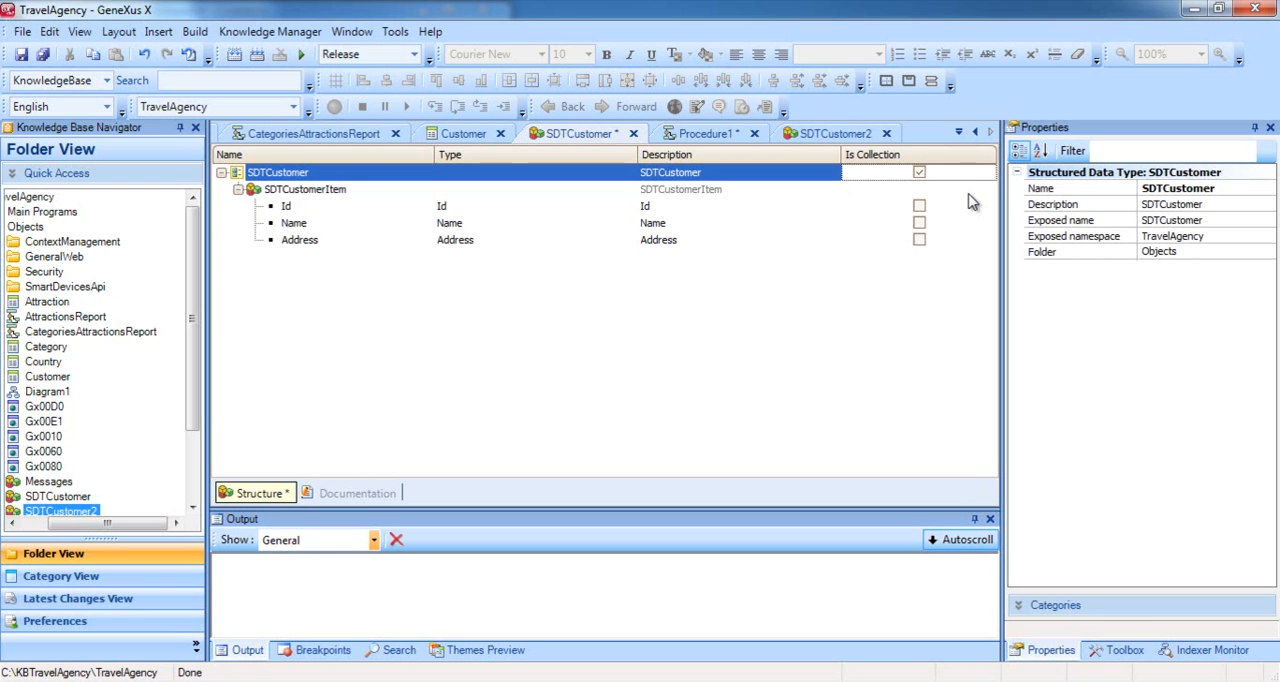 TravelAgency - GeneXus X
File Edit View Layout Insert Build Knowledge Manager Window Tools Help
Release Courier New 10 B I U ABC 100%
KnowledgeBase Search
English TravelAgency Back Forward
Knowledge Base Navigator
Folder View
Quick Access
velAgency
Main Programs
Objects
ContextManagement
GeneralWeb
Security
SmartDevicesApi
Attraction
AttractionsReport
CategoriesAttractionsReport
Category
Country
Customer
Diagram1
Gx00D0
Gx00E1
Gx0010
Gx0060
Gx0080
Messages
SDTCustomer
SDTCustomer2
Folder View
Category View
Latest Changes View
Preferences
CategoriesAttractionsReport Customer SDTCustomer * Procedure1 * SDTCustomer2
Name Type Description Is Collection
SDTCustomer SDTCustomer
SDTCustomerItem SDTCustomerItem
Id Id Id
Name Name Name
Address Address Address
Structure * Documentation
Output
Show : General Autoscroll
Output Breakpoints Search Themes Preview
Properties
Filter
Structured Data Type: SDTCustomer
Name SDTCustomer
Description SDTCustomer
Exposed name SDTCustomer
Exposed namespace TravelAgency
Folder Objects
Categories
Properties Toolbox Indexer Monitor
C:\KBTravelAgency\TravelAgency Done